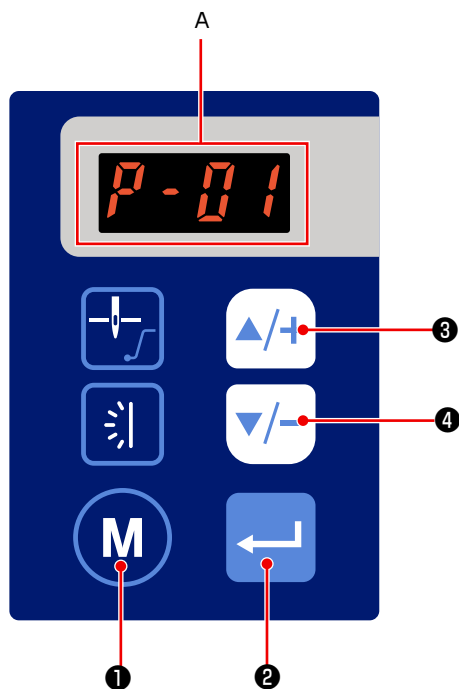 A
P-01
▲/+
❸
▼/-
❹
M
❶
❷